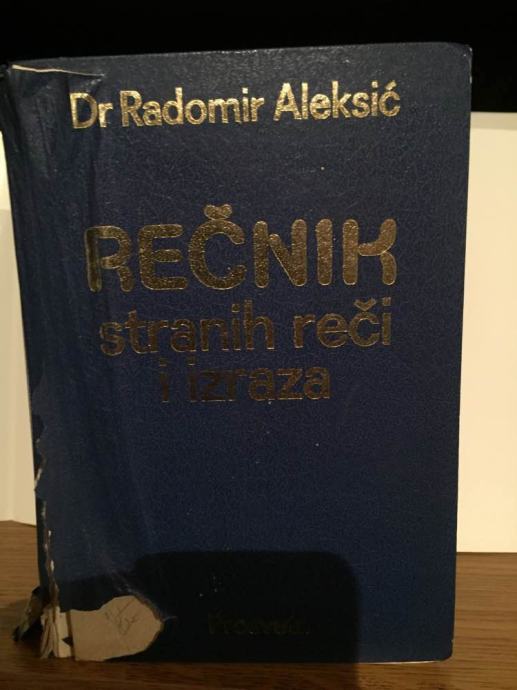 Dr Radomir Aleksić
REČNIK
stranih reči
i izraza
Prosveta